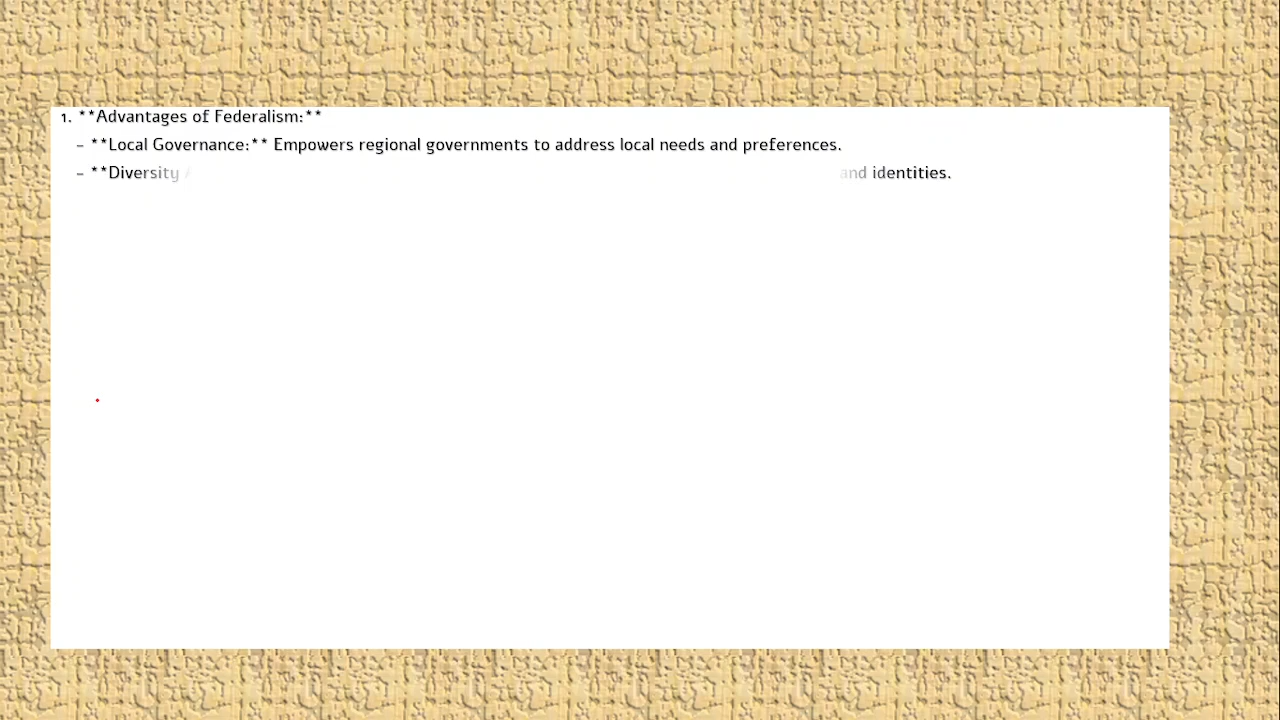 1. **Advantages of Federalism:**
– **Local Governance:** Empowers regional governments to address local needs and preferences.
– **Diversity and identities.